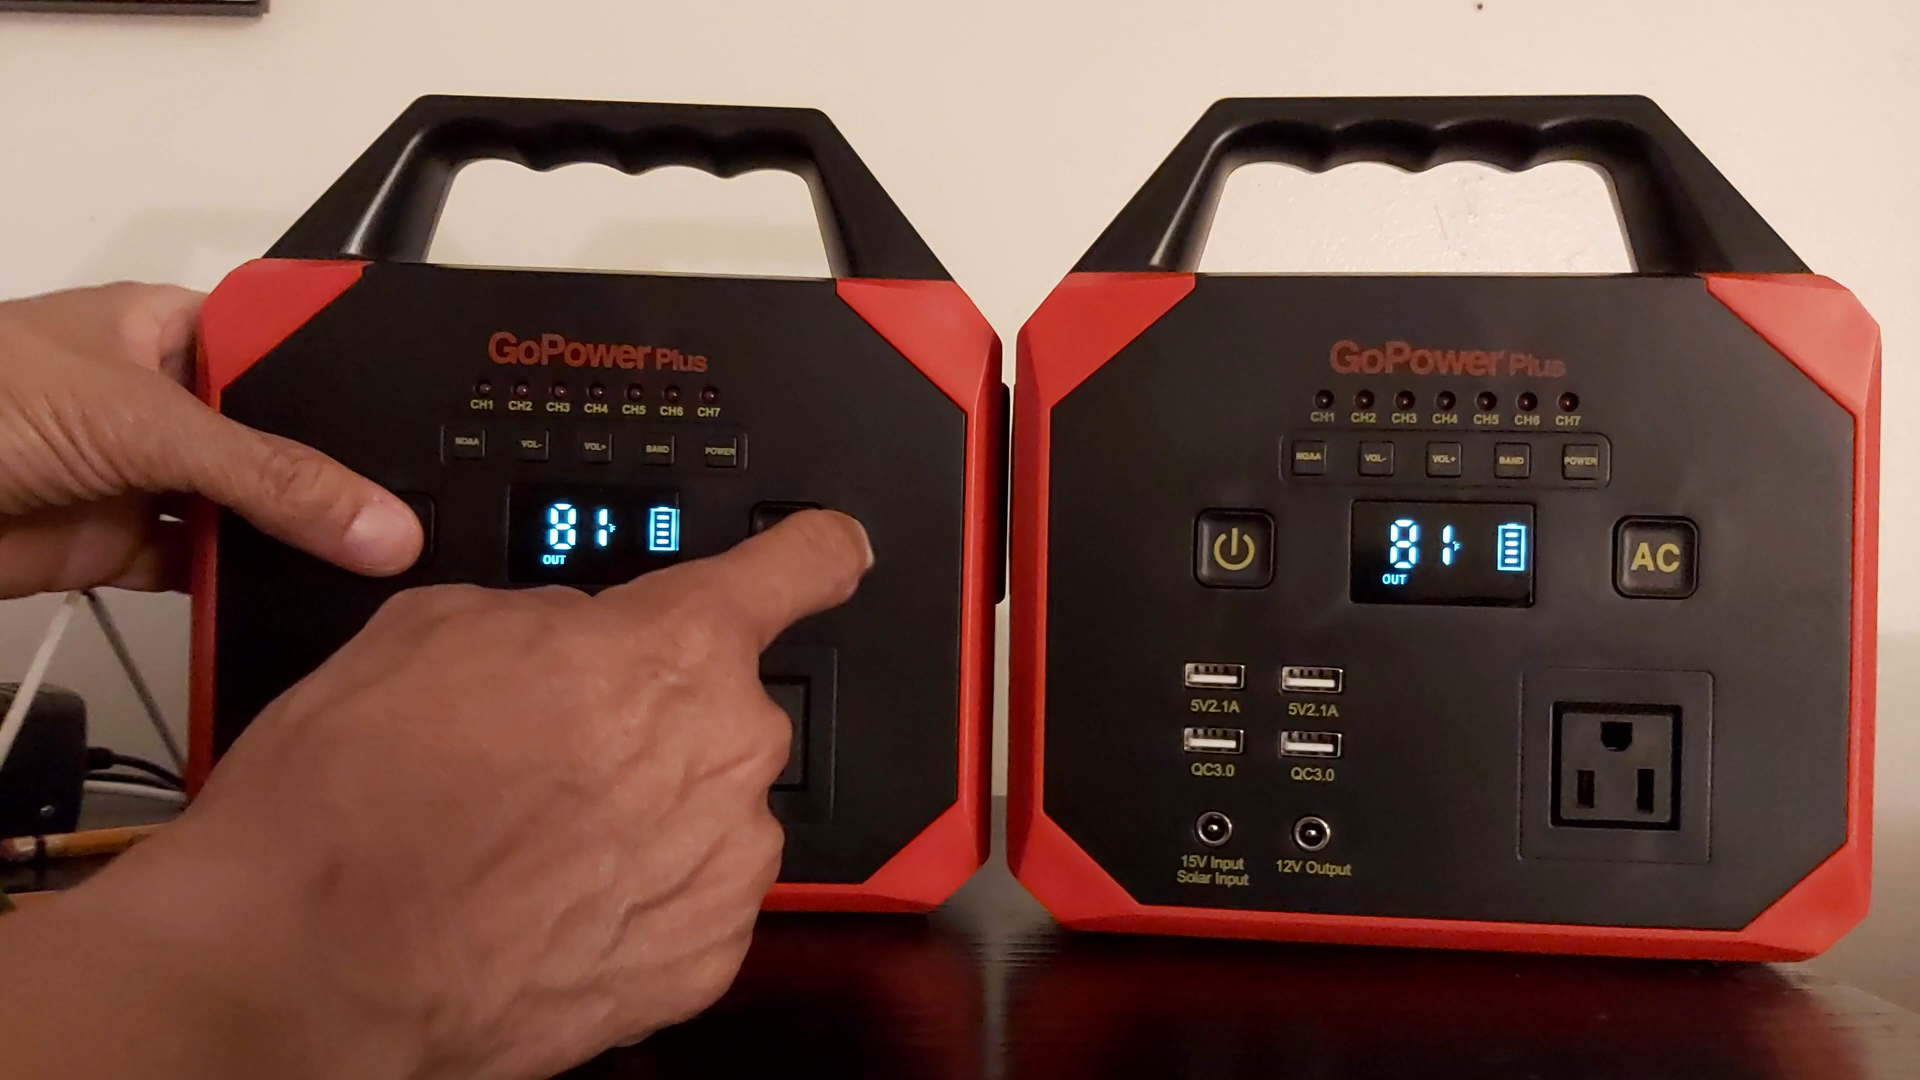 GoPower Plus
CH1 CH2 CH3 CH4 CH5 CH6 CH7
NOAA VOL- VOL+ BAND POWER
81°F
OUT
GoPower Plus
CH1 CH2 CH3 CH4 CH5 CH6 CH7
NOAA VOL- VOL+ BAND POWER
81°F
OUT
AC
5V2.1A 5V2.1A
QC3.0 QC3.0
15V Input 12V Output
Solar Input